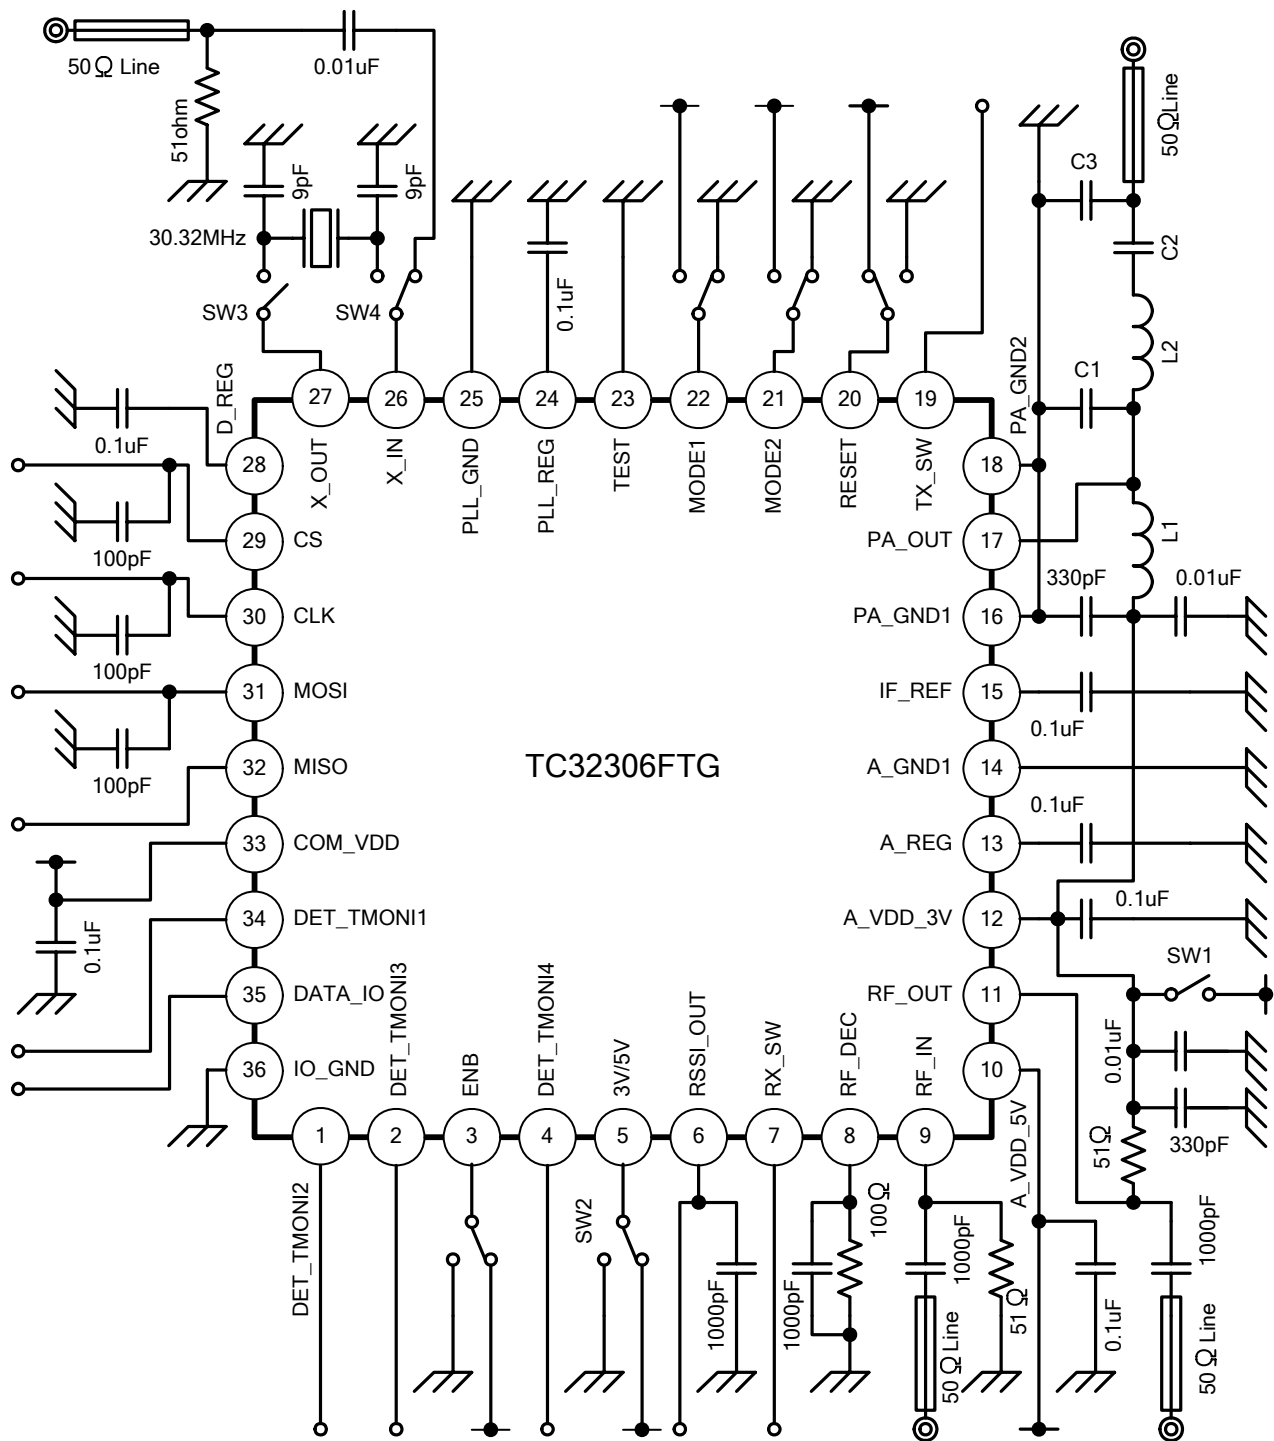 50Ω Line
0.01uF
51ohm
9pF
9pF
30.32MHz
SW3
SW4
0.1uF
50ΩLine
C3
C2
L2
C1
PA_GND2
L1
330pF
0.01uF
D_REG
0.1uF
27
26
25
24
23
22
21
20
19
X_OUT
X_IN
PLL_GND
PLL_REG
TEST
MODE1
MODE2
RESET
TX_SW
28
18
100pF
29
CS
PA_OUT
17
100pF
30
CLK
PA_GND1
16
100pF
31
MOSI
IF_REF
15
0.1uF
32
MISO
TC32306FTG
A_GND1
14
0.1uF
33
COM_VDD
A_REG
13
0.1uF
34
DET_TMONI1
A_VDD_3V
12
0.1uF
SW1
35
DATA_IO
RF_OUT
11
36
IO_GND
10
0.01uF
330pF
51Ω
DET_TMONI3
ENB
DET_TMONI4
3V/5V
RSSI_OUT
RX_SW
RF_DEC
RF_IN
A_VDD_5V
1
2
3
4
5
6
7
8
9
DET_TMONI2
SW2
1000pF
1000pF
100Ω
1000pF
51 Ω
0.1uF
1000pF
50 Ω Line
50 Ω Line